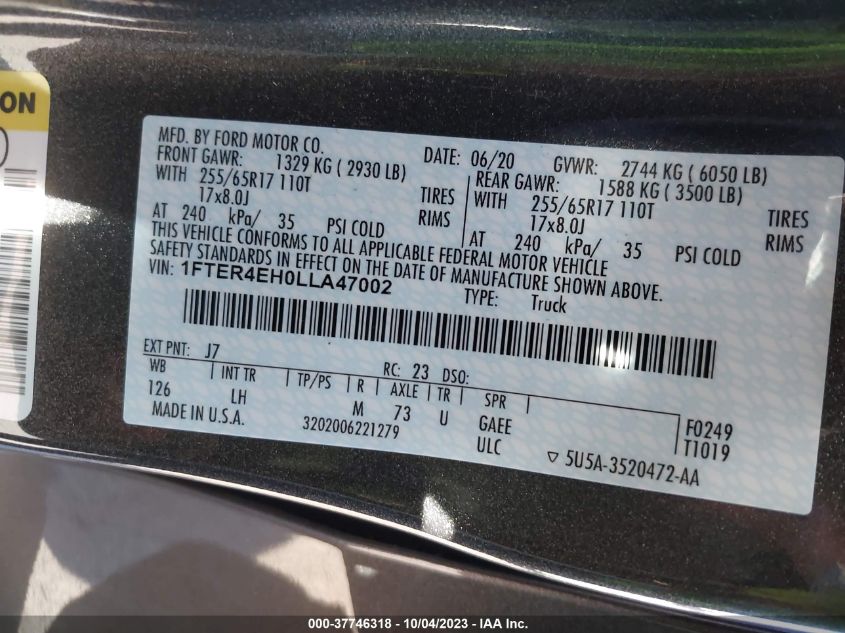 ON
MFD. BY FORD MOTOR CO.
DATE: 06/20
GVWR: 2744 KG ( 6050 LB)
FRONT GAWR: 1329 KG ( 2930 LB)
REAR GAWR: 1588 KG ( 3500 LB)
WITH 255/65R17 110T TIRES
WITH 255/65R17 110T TIRES
17x8.0J RIMS
17x8.0J RIMS
AT 240 kPa/ 35 PSI COLD
AT 240 kPa/ 35 PSI COLD
THIS VEHICLE CONFORMS TO ALL APPLICABLE FEDERAL MOTOR VEHICLE
SAFETY STANDARDS IN EFFECT ON THE DATE OF MANUFACTURE SHOWN ABOVE.
VIN: 1FTER4EH0LLA47002
TYPE: Truck
EXT PNT: J7
RC: 23 DSO:
WB INT TR TP/PS R AXLE TR SPR
126 LH M 73 U GAEE
ULC
F0249
T1019
MADE IN U.S.A.
3202006221279
▽ 5U5A-3520472-AA
000-37746318 - 10/04/2023 - IAA Inc.